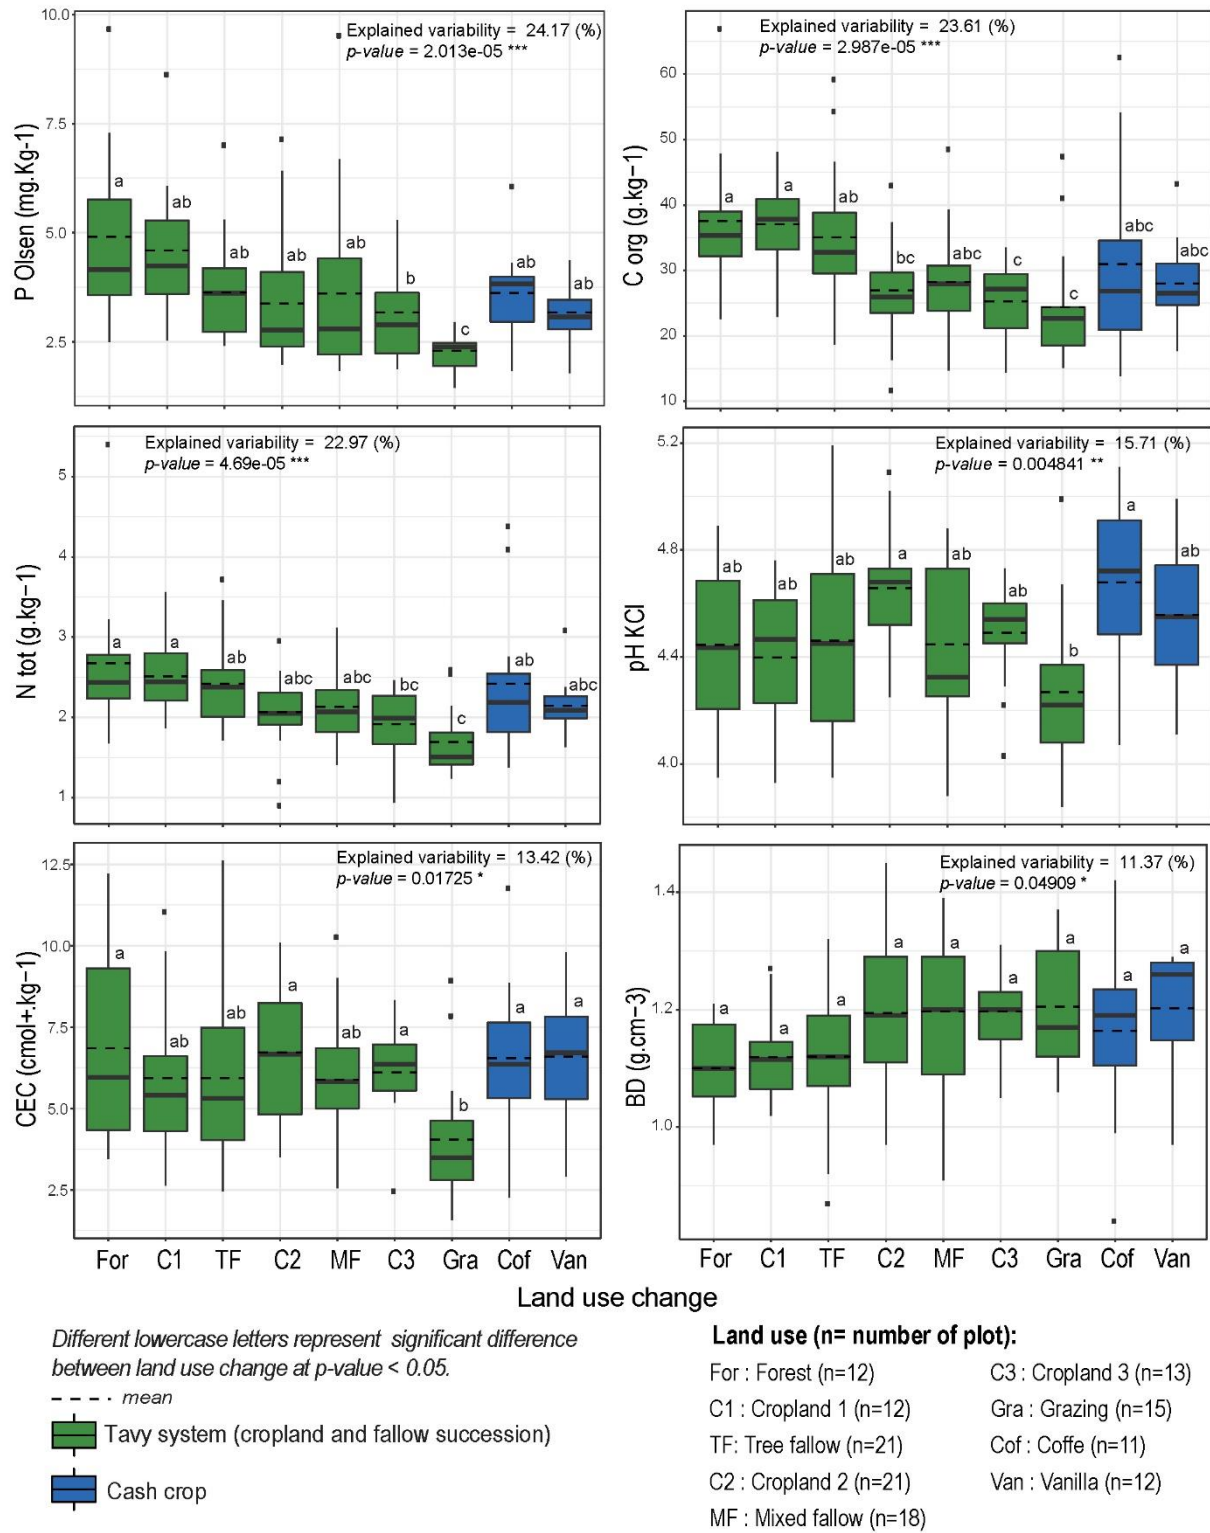 10.0
7.5
5.0
2.5
P Olsen (mg.Kg-1)
Explained variability = 24.17 (%)
p-value = 2.013e-05 ***
a
ab
ab
ab
ab
b
c
ab
ab
60
50
40
30
20
10
C org (g.kg−1)
Explained variability = 23.61 (%)
p-value = 2.987e-05 ***
a
a
ab
bc
abc
c
c
abc
abc
5
4
3
2
1
N tot (g.kg−1)
Explained variability = 22.97 (%)
p-value = 4.69e-05 ***
a
a
ab
abc
abc
bc
c
ab
abc
5.2
4.8
4.4
4.0
pH KCl
Explained variability = 15.71 (%)
p-value = 0.004841 **
ab
ab
ab
a
ab
ab
b
a
ab
12.5
10.0
7.5
5.0
2.5
CEC (cmol+.kg−1)
Explained variability = 13.42 (%)
p-value = 0.01725 *
a
ab
ab
a
ab
a
b
a
a
For C1 TF C2 MF C3 Gra Cof Van
1.4
1.3
1.2
1.0
BD (g.cm−3)
Explained variability = 11.37 (%)
p-value = 0.04909 *
a
a
a
a
a
a
a
a
a
For C1 TF C2 MF C3 Gra Cof Van
Land use change
Different lowercase letters represent significant difference
between land use change at p-value < 0.05.
mean
Tavy system (cropland and fallow succession)
Cash crop
Land use (n= number of plot):
For : Forest (n=12)
C1 : Cropland 1 (n=12)
TF: Tree fallow (n=21)
C2 : Cropland 2 (n=21)
MF : Mixed fallow (n=18)
C3 : Cropland 3 (n=13)
Gra : Grazing (n=15)
Cof : Coffe (n=11)
Van : Vanilla (n=12)